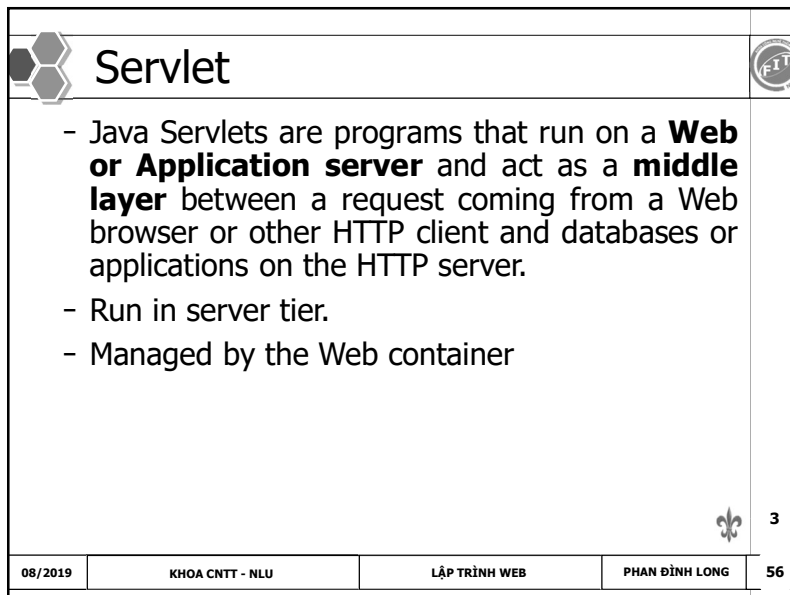 Servlet
FIT
- Java Servlets are programs that run on a Web
or Application server and act as a middle
layer between a request coming from a Web
browser or other HTTP client and databases or
applications on the HTTP server.
- Run in server tier.
- Managed by the Web container
3
08/2019 KHOA CNTT - NLU LẬP TRÌNH WEB PHAN ĐÌNH LONG 56